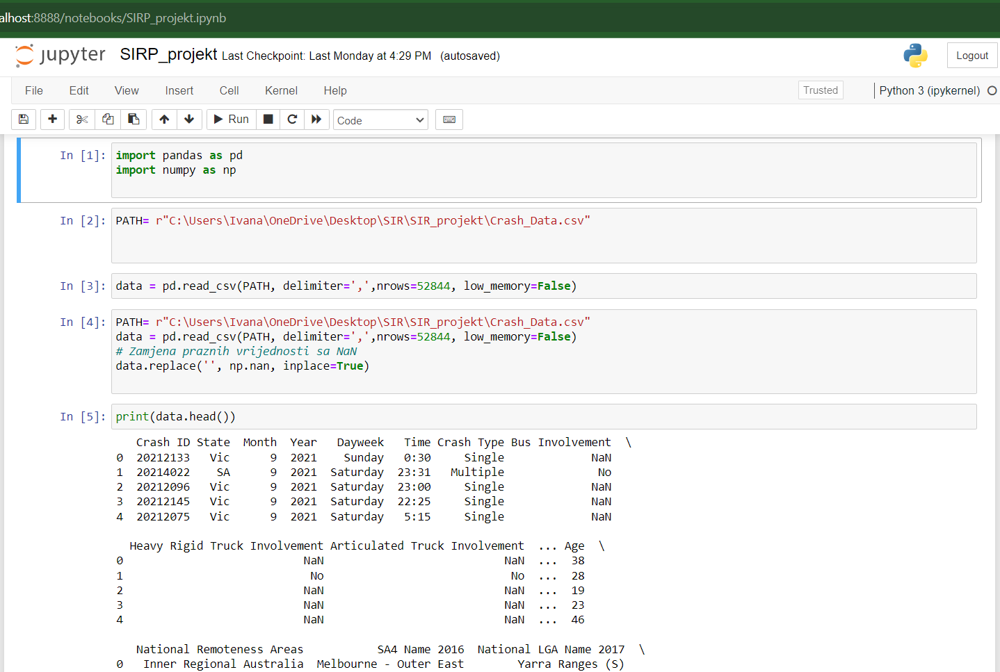 alhost:8888/notebooks/SIRP_projekt.ipynb
jupyter SIRP_projekt Last Checkpoint: Last Monday at 4:29 PM (autosaved) Logout
File Edit View Insert Cell Kernel Help Trusted Python 3 (ipykernel)
Run Code
In [1]: import pandas as pd
import numpy as np
In [2]: PATH= r"C:\Users\Ivana\OneDrive\Desktop\SIR\SIR_projekt\Crash_Data.csv"
In [3]: data = pd.read_csv(PATH, delimiter=',',nrows=52844, low_memory=False)
In [4]: PATH= r"C:\Users\Ivana\OneDrive\Desktop\SIR\SIR_projekt\Crash_Data.csv"
data = pd.read_csv(PATH, delimiter=',',nrows=52844, low_memory=False)
# Zamjena praznih vrijednosti sa NaN
data.replace('', np.nan, inplace=True)
In [5]: print(data.head())
Crash ID State Month Year Dayweek Time Crash Type Bus Involvement \
0 20212133 Vic 9 2021 Sunday 0:30 Single NaN
1 20214022 SA 9 2021 Saturday 23:31 Multiple No
2 20212096 Vic 9 2021 Saturday 23:00 Single NaN
3 20212145 Vic 9 2021 Saturday 22:25 Single NaN
4 20212075 Vic 9 2021 Saturday 5:15 Single NaN
Heavy Rigid Truck Involvement Articulated Truck Involvement ... Age \
0 NaN NaN ... 38
1 No No ... 28
2 NaN NaN ... 19
3 NaN NaN ... 23
4 NaN NaN ... 46
National Remoteness Areas SA4 Name 2016 National LGA Name 2017 \
0 Inner Regional Australia Melbourne - Outer East Yarra Ranges (S)